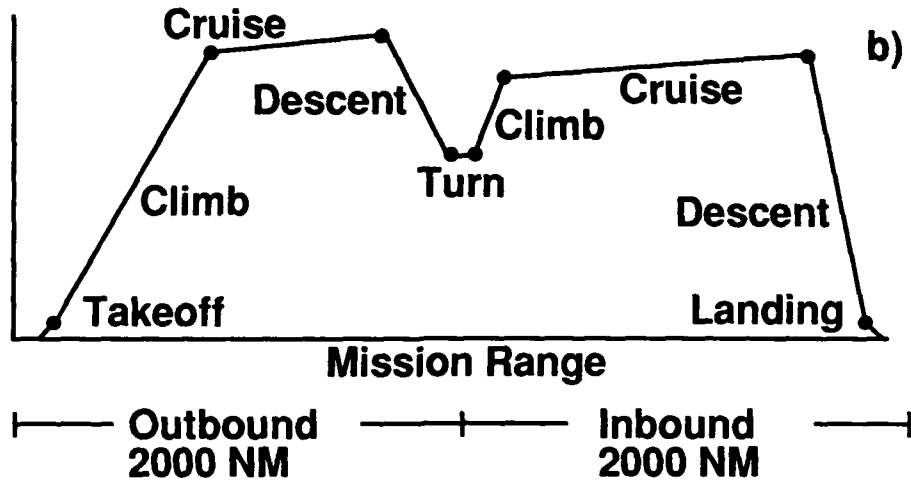 Cruise
b)
Descent
Cruise
Climb
Turn
Climb
Descent
Takeoff
Landing
Mission Range
Outbound
2000 NM
Inbound
2000 NM